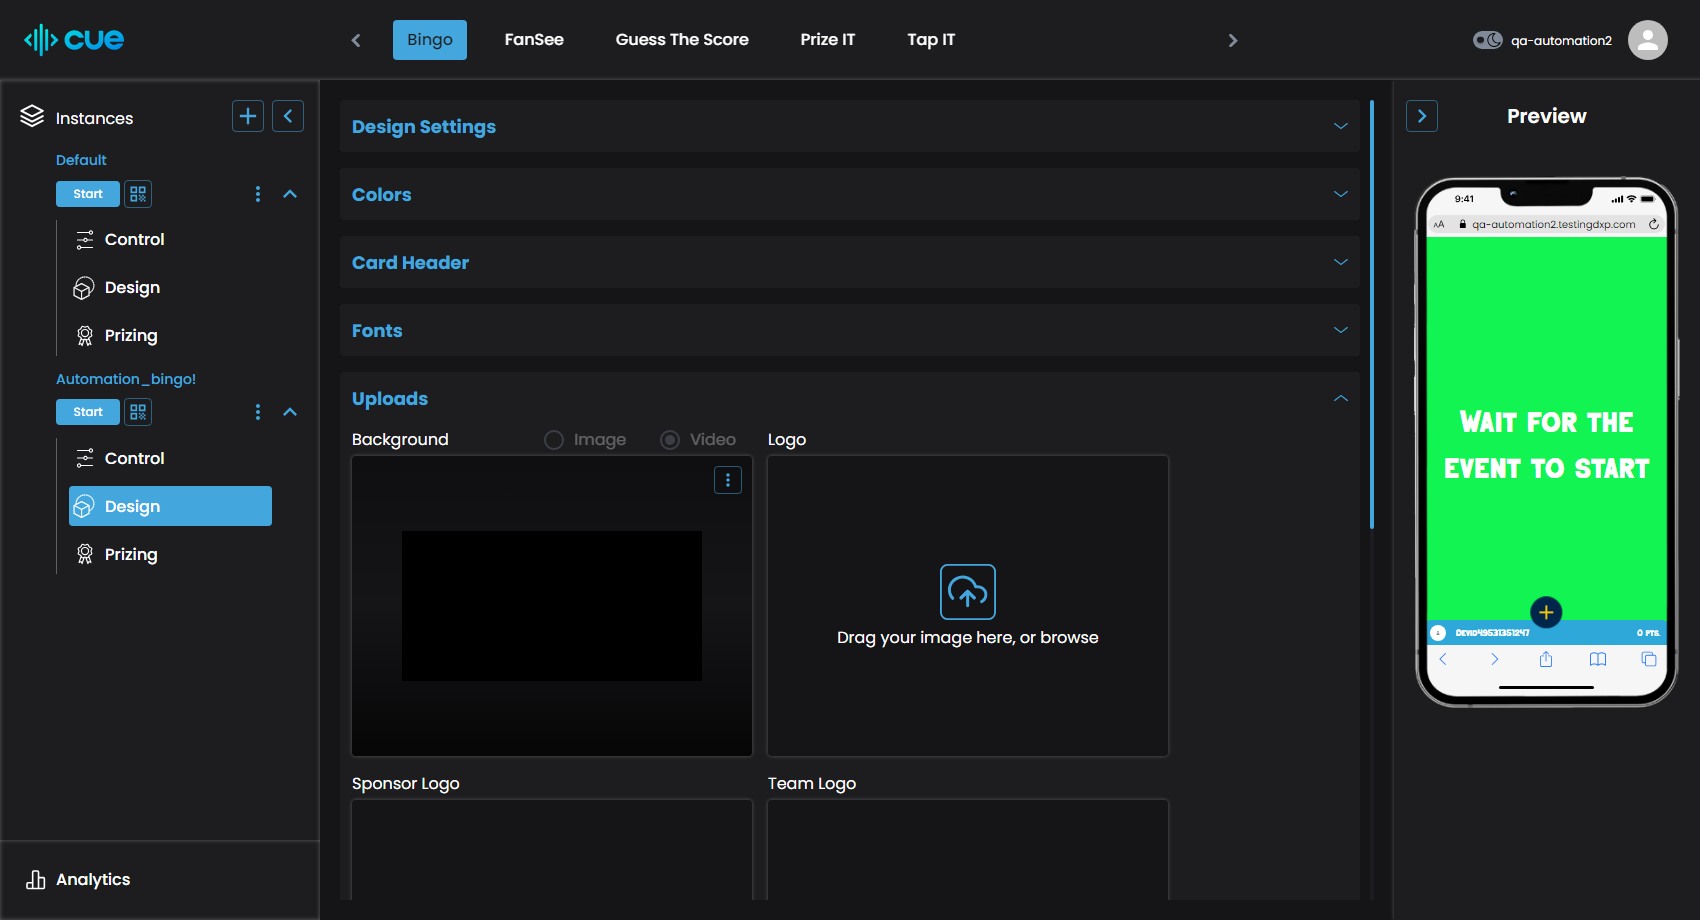 cue
Bingo
FanSee
Guess The Score
Prize IT
Tap IT
qa-automation2
Instances
Default
Start
Control
Design
Prizing
Automation_bingo!
Start
Control
Design
Prizing
Analytics
Design Settings
Colors
Card Header
Fonts
Uploads
Background
Image
Video
Logo
Drag your image here, or browse
Sponsor Logo
Team Logo
Preview
9:41
AA
qa-automation2.testingdxp.com
Wait for the
event to start
0 pts.